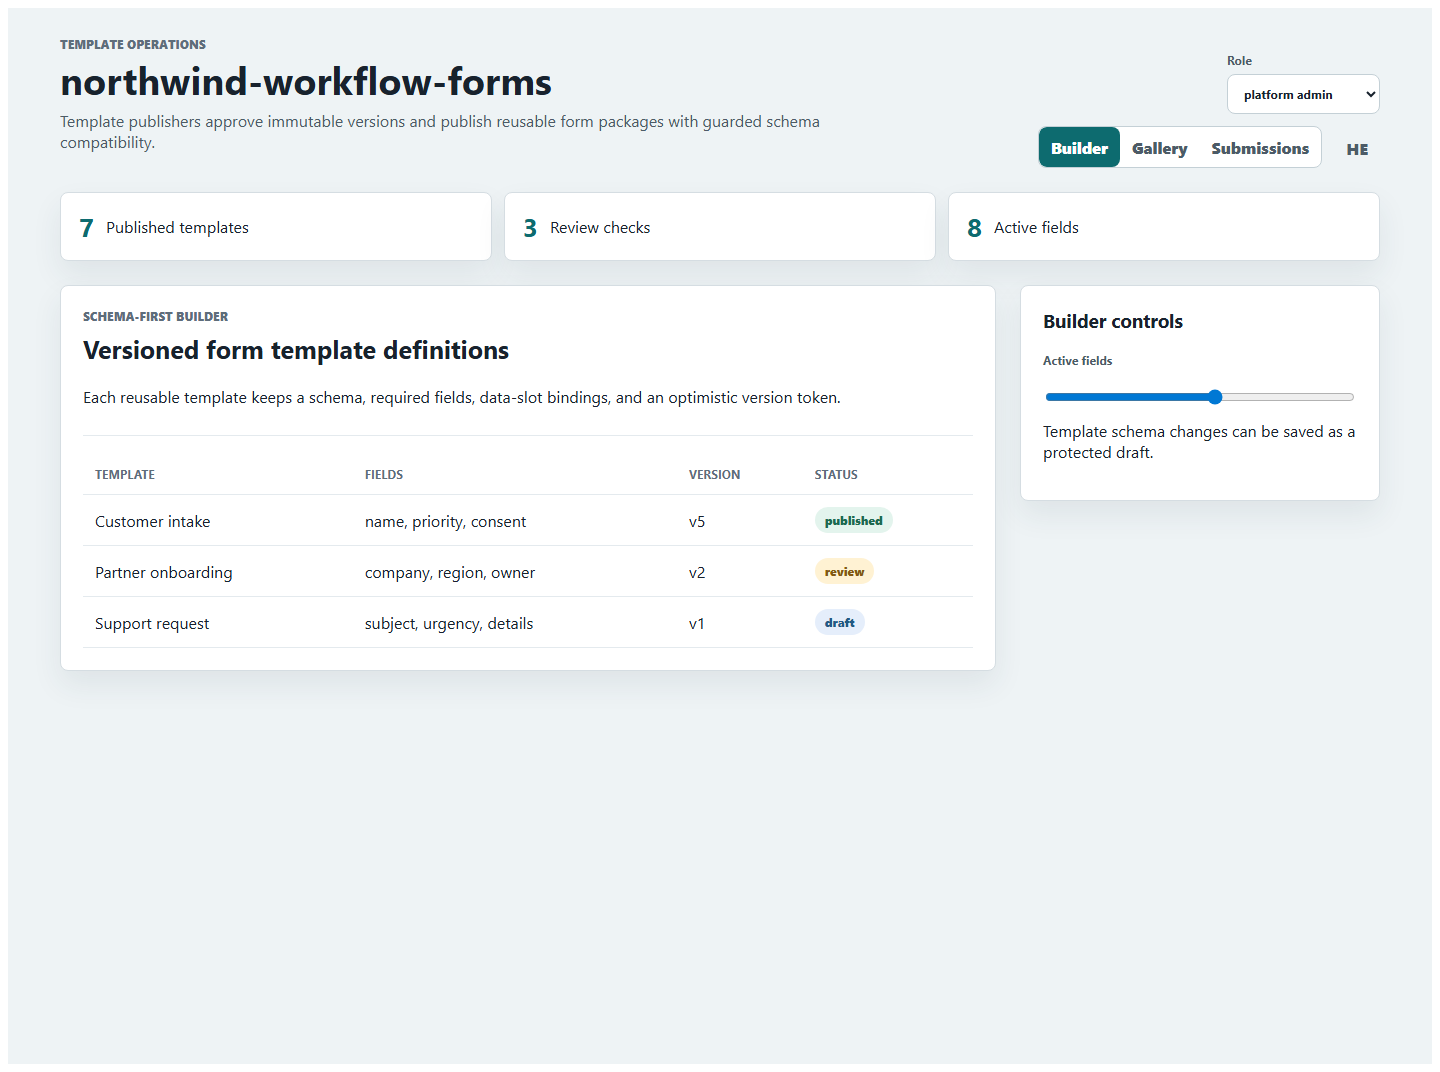 TEMPLATE OPERATIONS
northwind-workflow-forms
Template publishers approve immutable versions and publish reusable form packages with guarded schema
compatibility.
Role
platform admin
Builder Gallery Submissions HE
7 Published templates
3 Review checks
8 Active fields
SCHEMA-FIRST BUILDER
Versioned form template definitions
Each reusable template keeps a schema, required fields, data-slot bindings, and an optimistic version token.
TEMPLATE FIELDS VERSION STATUS
Customer intake name, priority, consent v5 published
Partner onboarding company, region, owner v2 review
Support request subject, urgency, details v1 draft
Builder controls
Active fields
Template schema changes can be saved as a
protected draft.